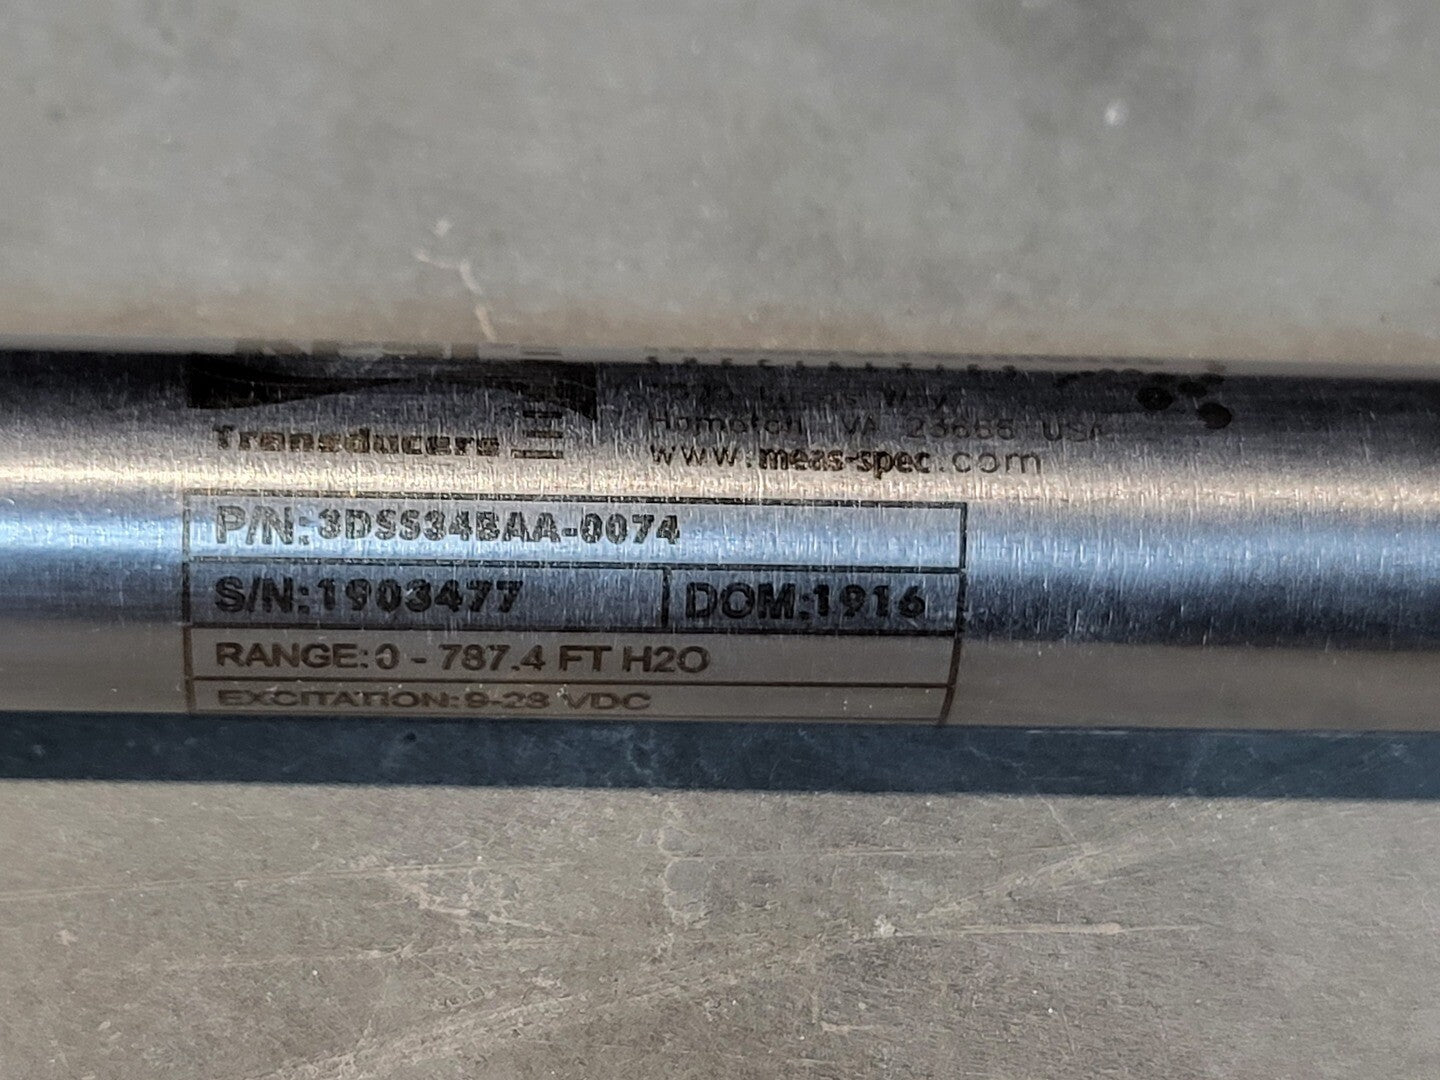 Transducers
Hampton, VA 23666 USA
www.meas-spec.com
P/N:3DSS34BAA-0074
S/N:1903477 DOM:1916
RANGE:0 - 787.4 FT H2O
EXCITATION:9-28 VDC